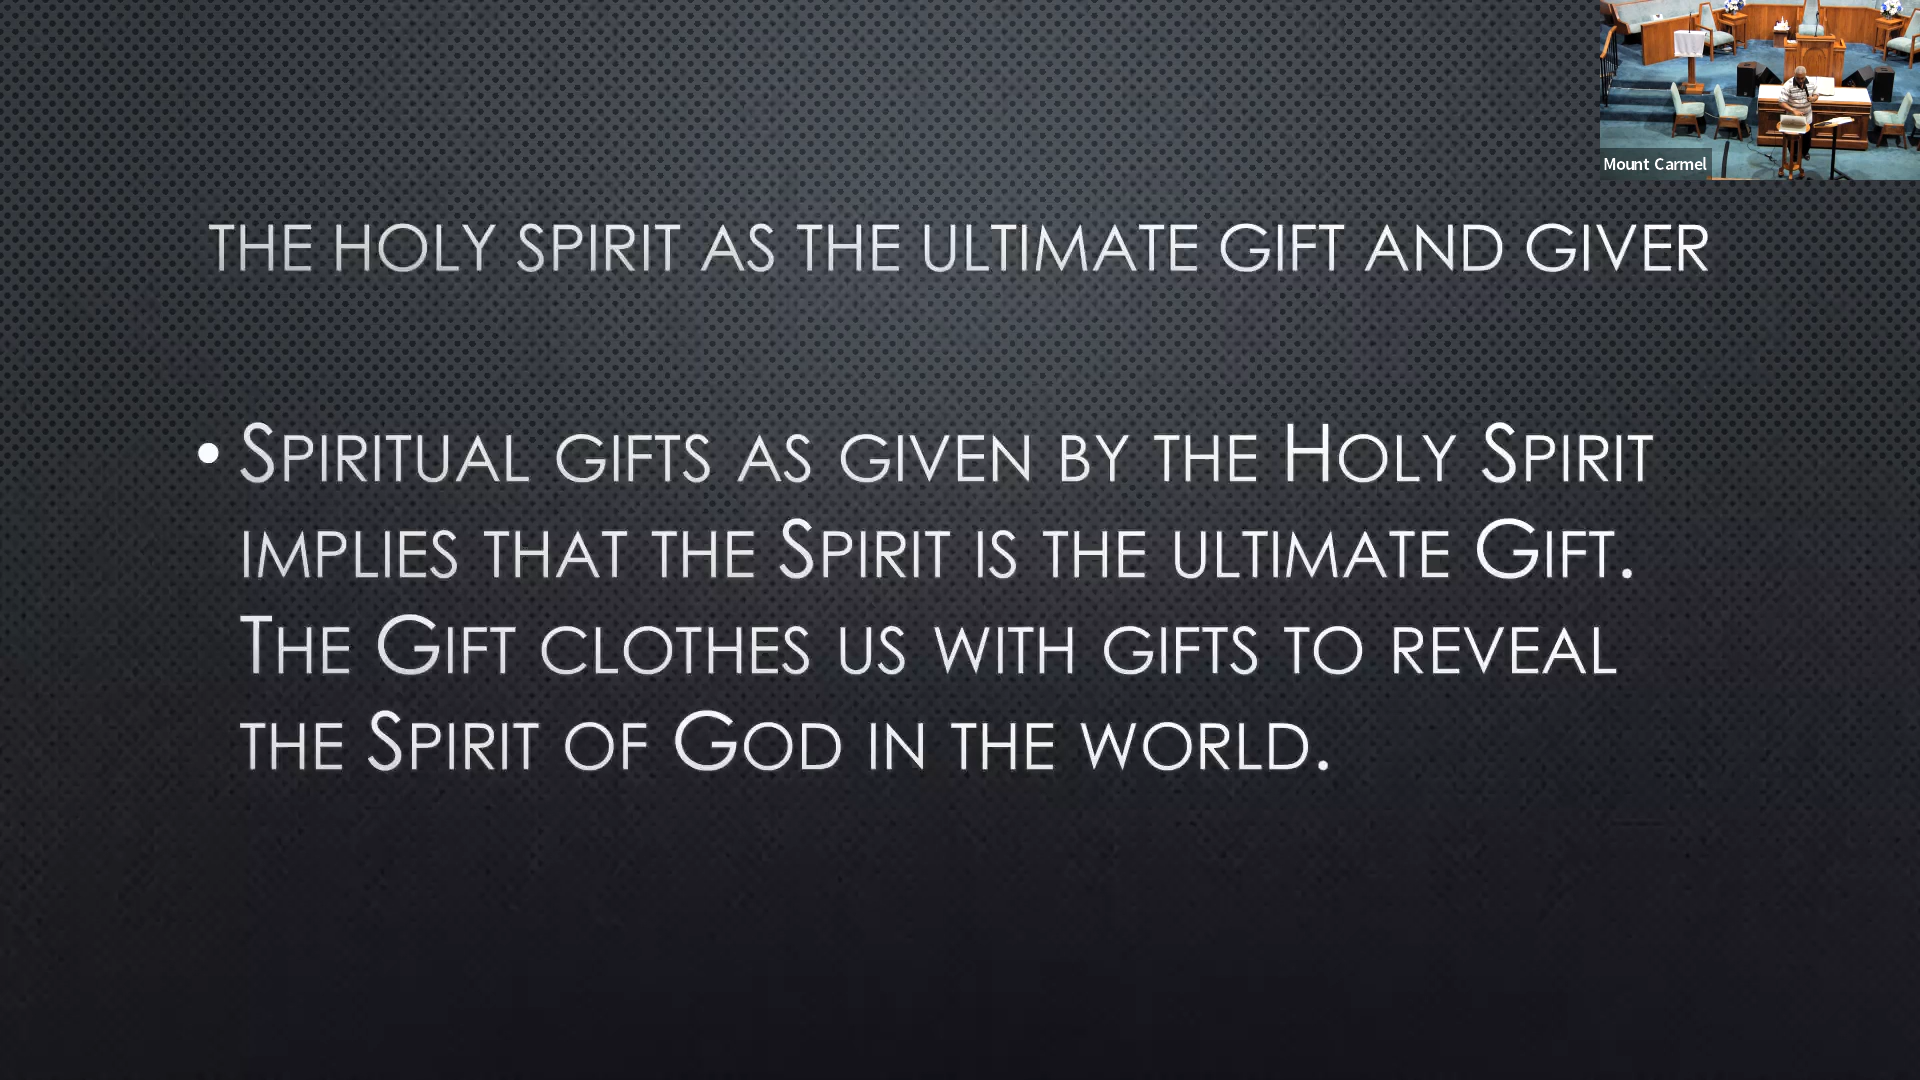 Mount Carmel
THE HOLY SPIRIT AS THE ULTIMATE GIFT AND GIVER
• SPIRITUAL GIFTS AS GIVEN BY THE HOLY SPIRIT
IMPLIES THAT THE SPIRIT IS THE ULTIMATE GIFT.
THE GIFT CLOTHES US WITH GIFTS TO REVEAL
THE SPIRIT OF GOD IN THE WORLD.